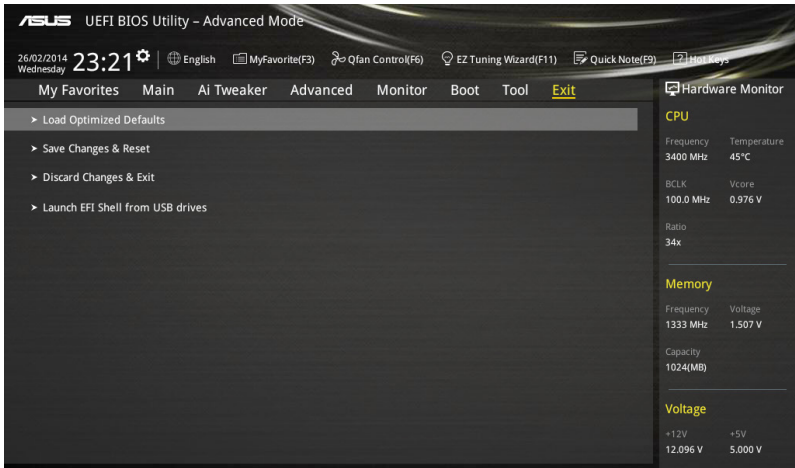 ASUS UEFI BIOS Utility – Advanced Mode
26/02/2014
Wednesday
23:21
English
MyFavorite(F3)
Qfan Control(F6)
EZ Tuning Wizard(F11)
Quick Note(F9)
? Hot Keys
My Favorites
Main
Ai Tweaker
Advanced
Monitor
Boot
Tool
Exit
> Load Optimized Defaults
> Save Changes & Reset
> Discard Changes & Exit
> Launch EFI Shell from USB drives
Hardware Monitor
CPU
Frequency Temperature
3400 MHz 45°C
BCLK Vcore
100.0 MHz 0.976 V
Ratio
34x
Memory
Frequency Voltage
1333 MHz 1.507 V
Capacity
1024(MB)
Voltage
+12V +5V
12.096 V 5.000 V